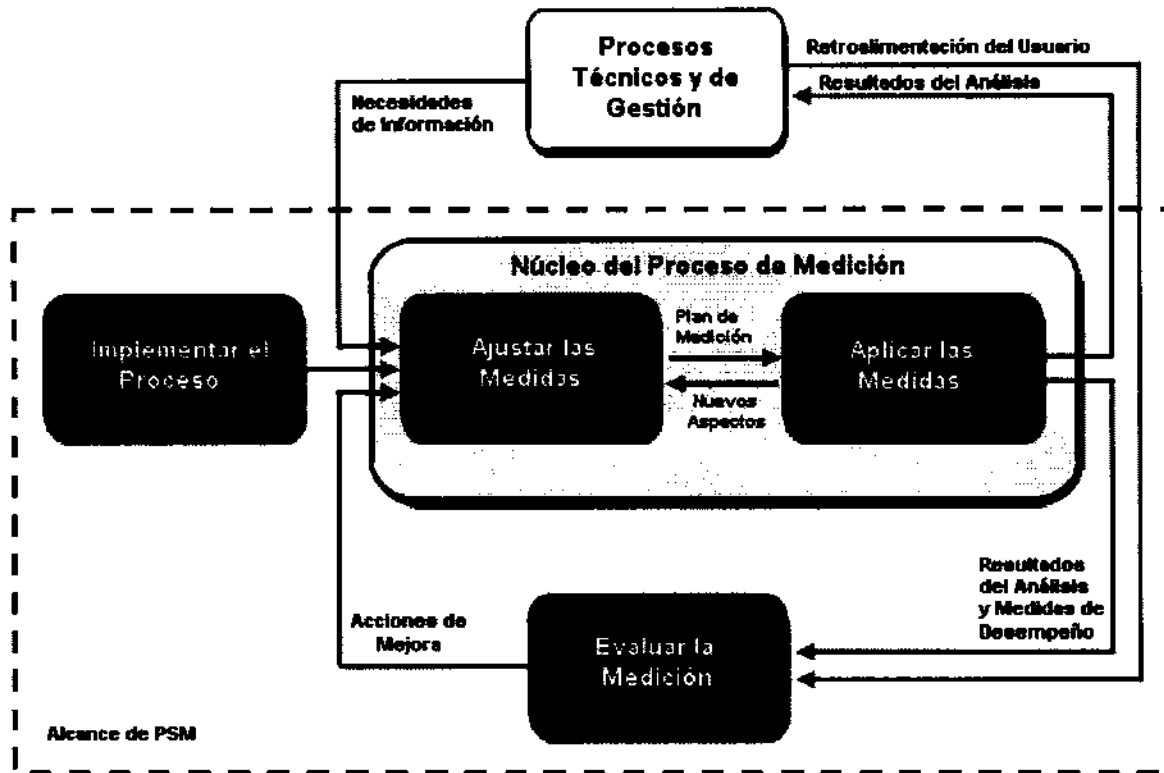 Procesos
Técnicos y de
Gestión
Retroalimentación del Usuario
Resultados del Análisis
Necesidades
de Información
Núcleo del Proceso de Medición
Implementar el
Proceso
Ajustar las
Medidas
Plan de
Medición
Nuevos
Aspectos
Aplicar las
Medidas
Resultados
del Análisis
y Medidas de
Desempeño
Acciones de
Mejora
Evaluar la
Medición
Alcance de PSM